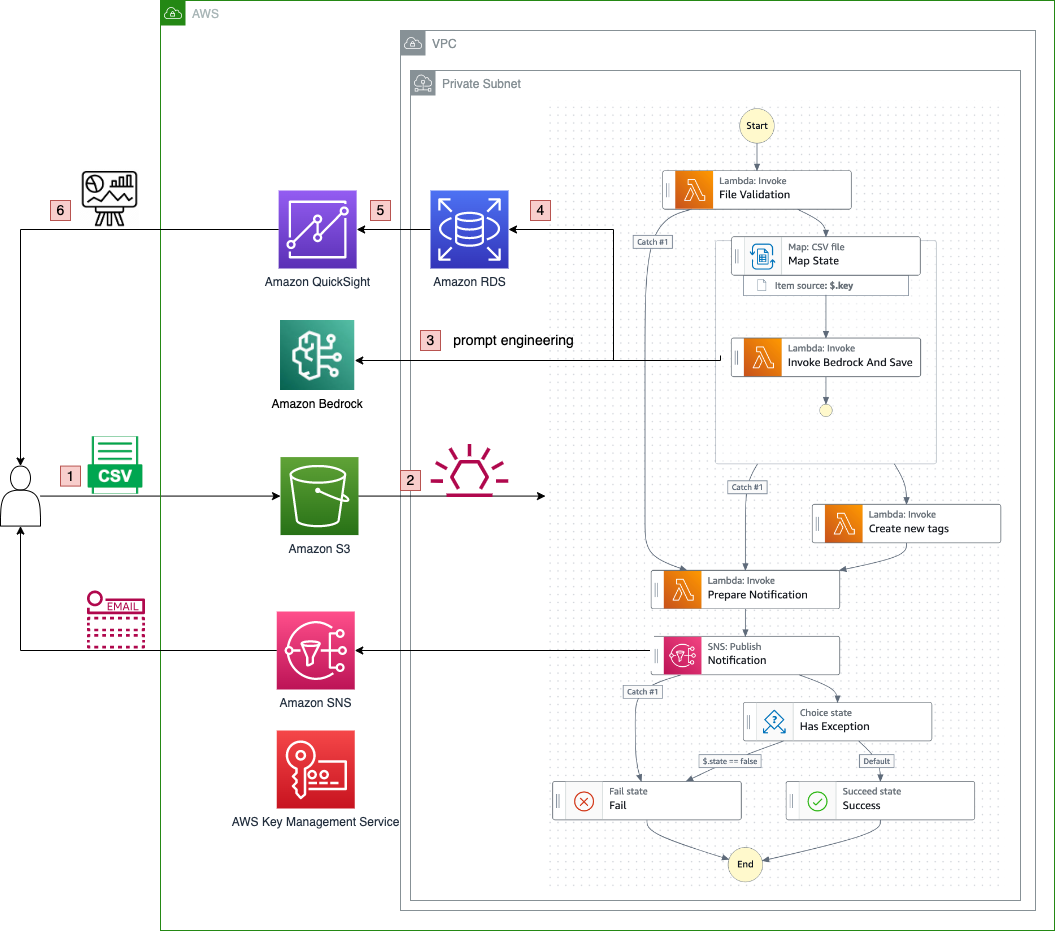 AWS
VPC
Private Subnet
Start
Lambda: Invoke
File Validation
6
5
4
Catch #1
Map: CSV file
Map State
Item source: $.key
Amazon QuickSight
Amazon RDS
3
prompt engineering
Lambda: Invoke
Invoke Bedrock And Save
Amazon Bedrock
1
CSV
2
Catch #1
Lambda: Invoke
Create new tags
Amazon S3
Lambda: Invoke
Prepare Notification
EMAIL
SNS: Publish
Notification
Catch #1
Amazon SNS
Choice state
Has Exception
$.state == false
Default
Fail state
Fail
Succeed state
Success
AWS Key Management Service
End